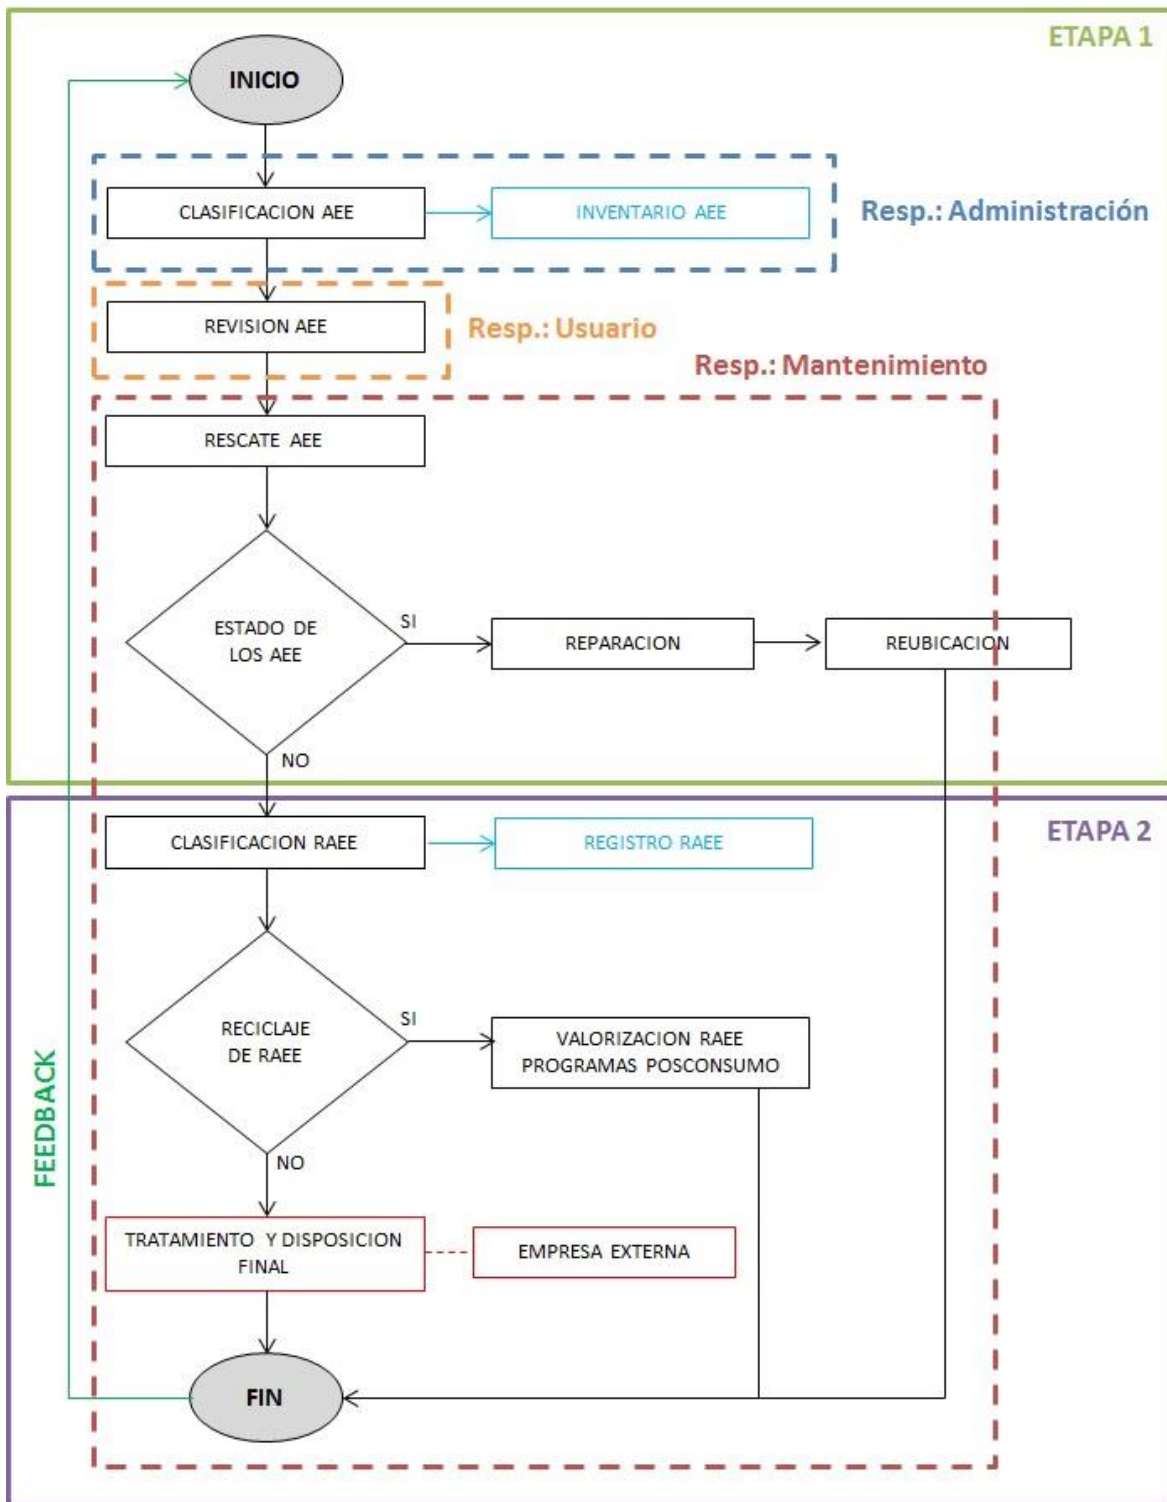 ETAPA 1
INICIO
CLASIFICACION AEE
INVENTARIO AEE
Resp.: Administración
REVISION AEE
Resp.: Usuario
Resp.: Mantenimiento
RESCATE AEE
ESTADO DE
LOS AEE
SI
REPARACION
REUBICACION
NO
ETAPA 2
CLASIFICACION RAEE
REGISTRO RAEE
RECICLAJE
DE RAEE
SI
VALORIZACION RAEE
PROGRAMAS POSCONSUMO
NO
FEEDBACK
TRATAMIENTO Y DISPOSICION
FINAL
EMPRESA EXTERNA
FIN